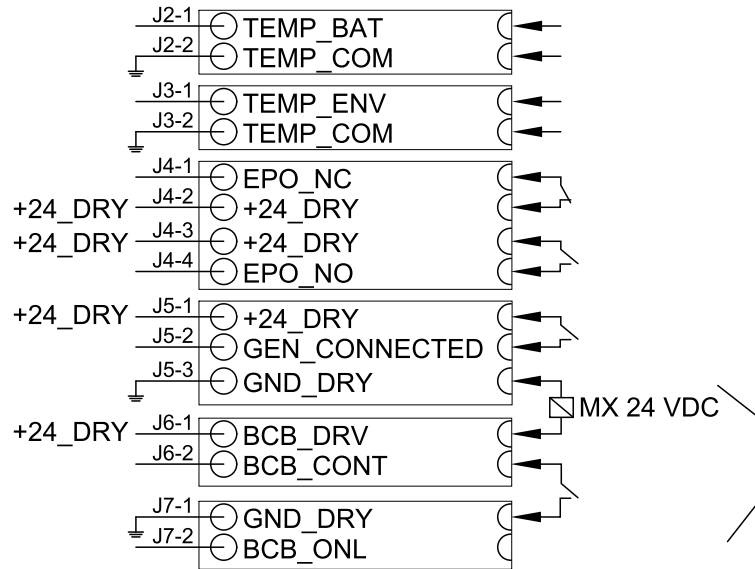 J2-1 TEMP_BAT
J2-2 TEMP_COM
J3-1 TEMP_ENV
J3-2 TEMP_COM
J4-1 EPO_NC
+24_DRY J4-2 +24_DRY
+24_DRY J4-3 +24_DRY
J4-4 EPO_NO
+24_DRY J5-1 +24_DRY
J5-2 GEN_CONNECTED
J5-3 GND_DRY
MX 24 VDC
+24_DRY J6-1 BCB_DRV
J6-2 BCB_CONT
J7-1 GND_DRY
J7-2 BCB_ONL